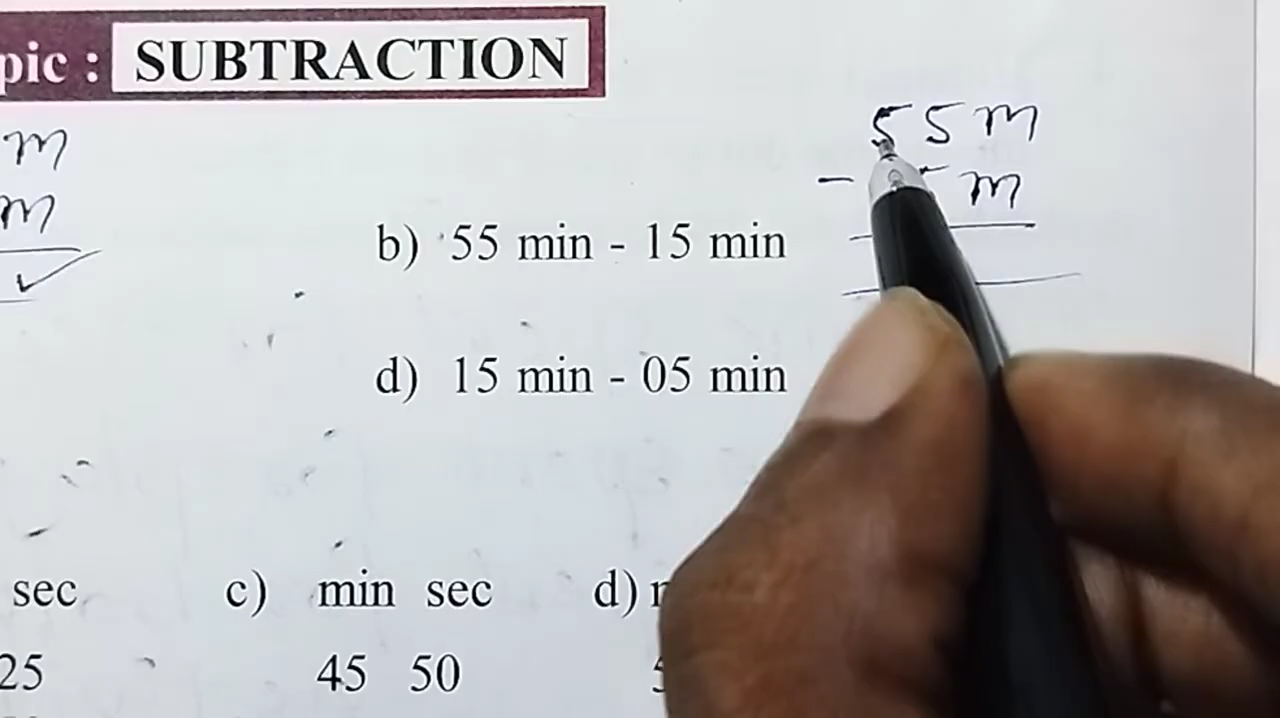 pic : SUBTRACTION
m
55 m
m
- m
b) 55 min - 15 min
d) 15 min - 05 min
sec
c) min sec
d)
25
45 50